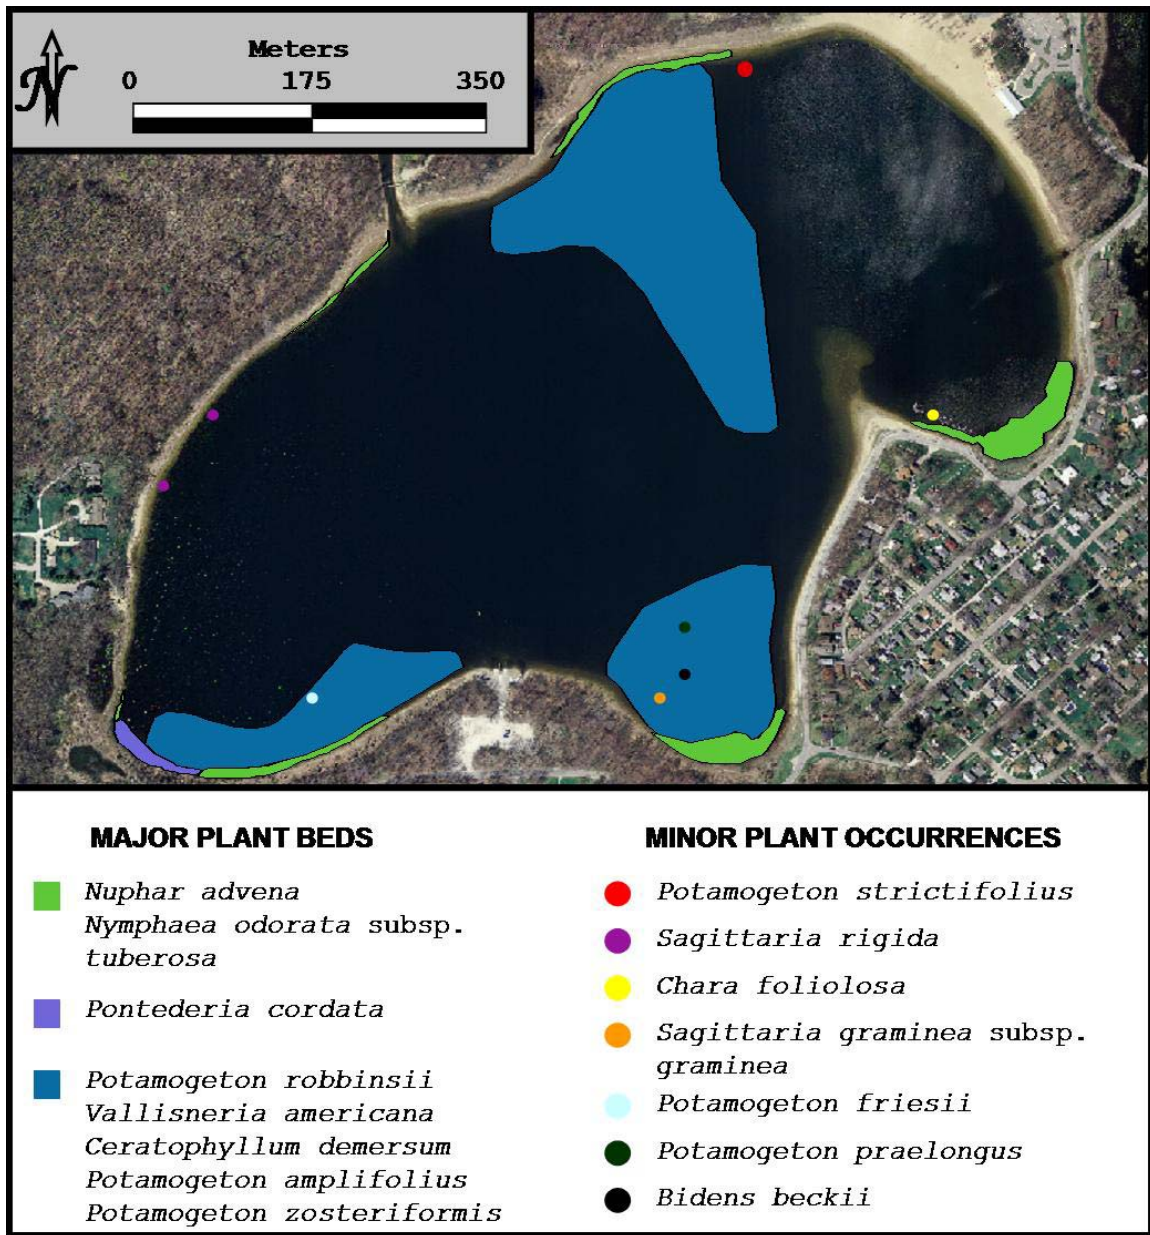 Meters
0 175 350
N
MAJOR PLANT BEDS
Nuphar advena
Nymphaea odorata subsp.
tuberosa
Pontederia cordata
Potamogeton robbinsii
Vallisneria americana
Ceratophyllum demersum
Potamogeton amplifolius
Potamogeton zosteriformis
MINOR PLANT OCCURRENCES
Potamogeton strictifolius
Sagittaria rigida
Chara foliolosa
Sagittaria graminea subsp.
graminea
Potamogeton friesii
Potamogeton praelongus
Bidens beckii